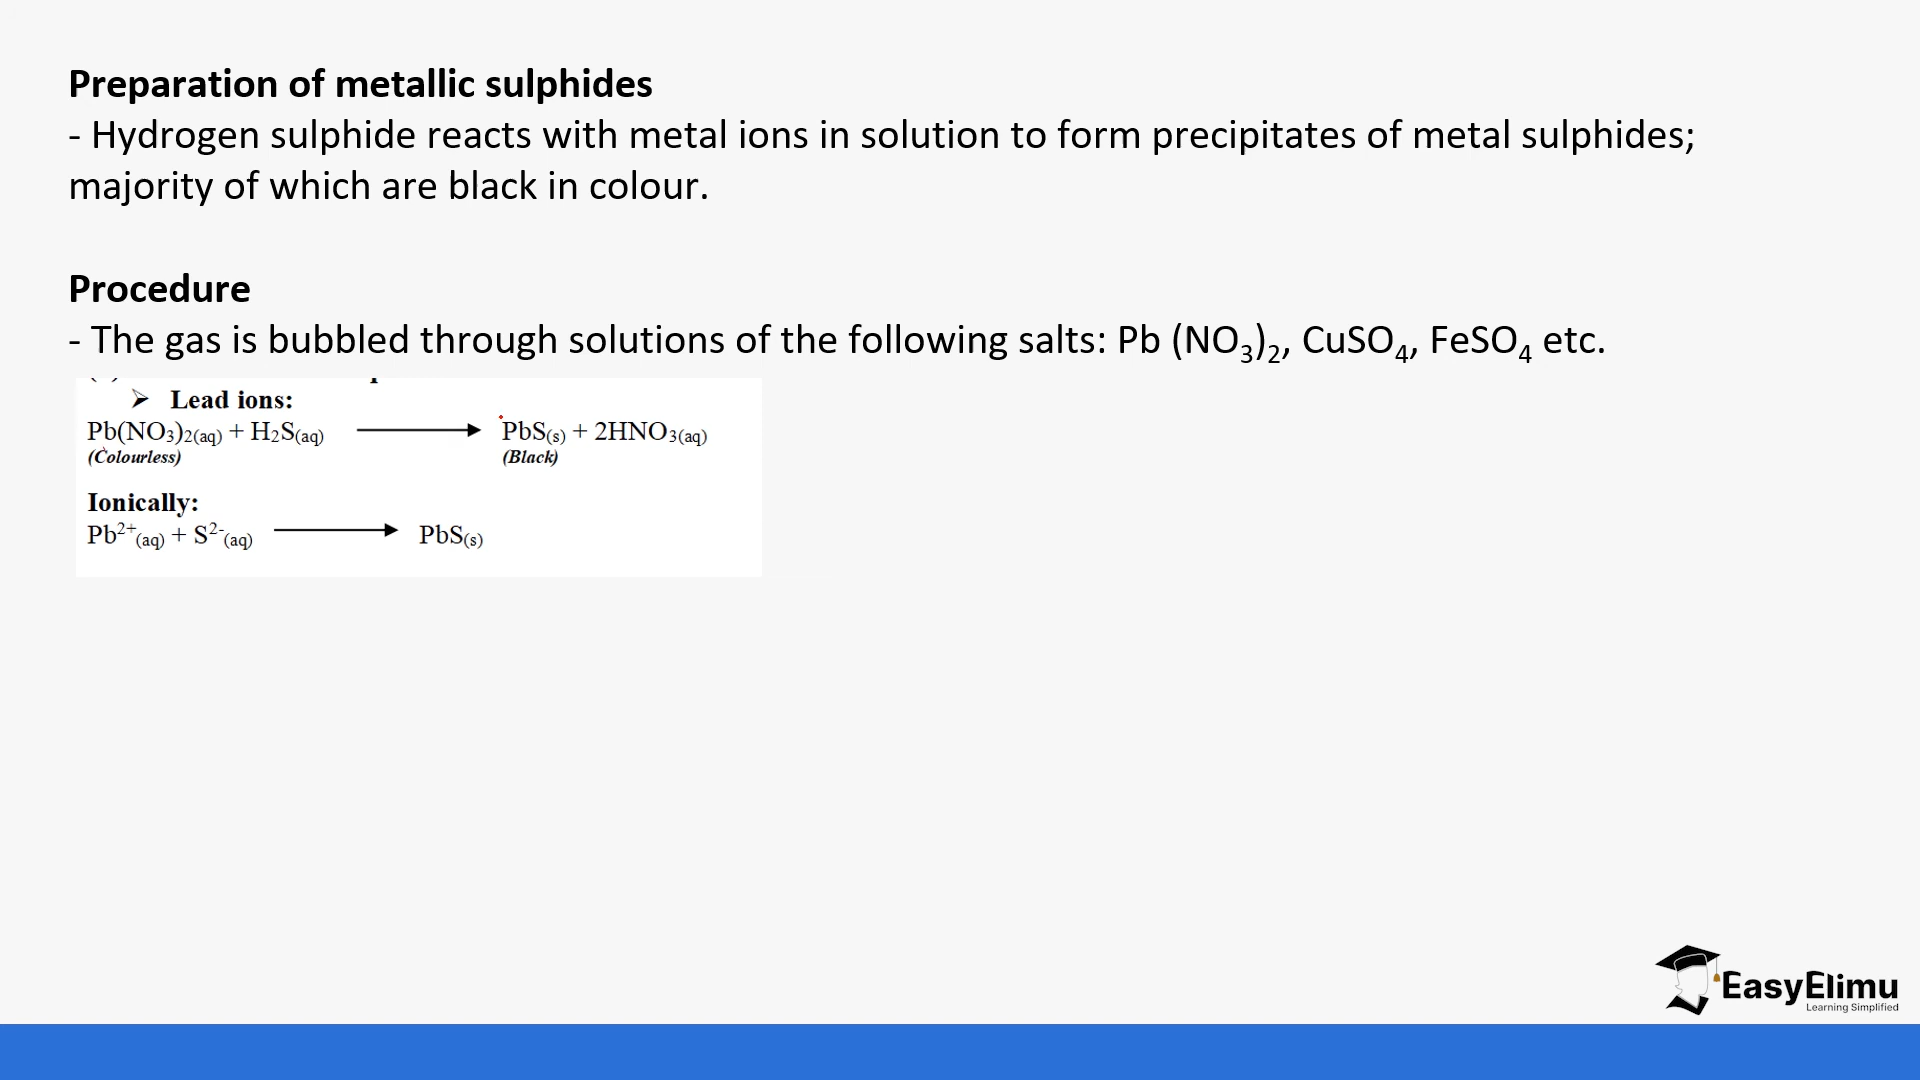 Preparation of metallic sulphides
- Hydrogen sulphide reacts with metal ions in solution to form precipitates of metal sulphides;
majority of which are black in colour.
Procedure
- The gas is bubbled through solutions of the following salts: Pb (NO₃)₂, CuSO₄, FeSO₄ etc.
➢ Lead ions:
Pb(NO₃)₂(aq) + H₂S(aq) → PbS(s) + 2HNO₃(aq)
(Colourless) (Black)
Ionically:
Pb²⁺(aq) + S²⁻(aq) → PbS(s)
EasyElimu
Learning Simplified